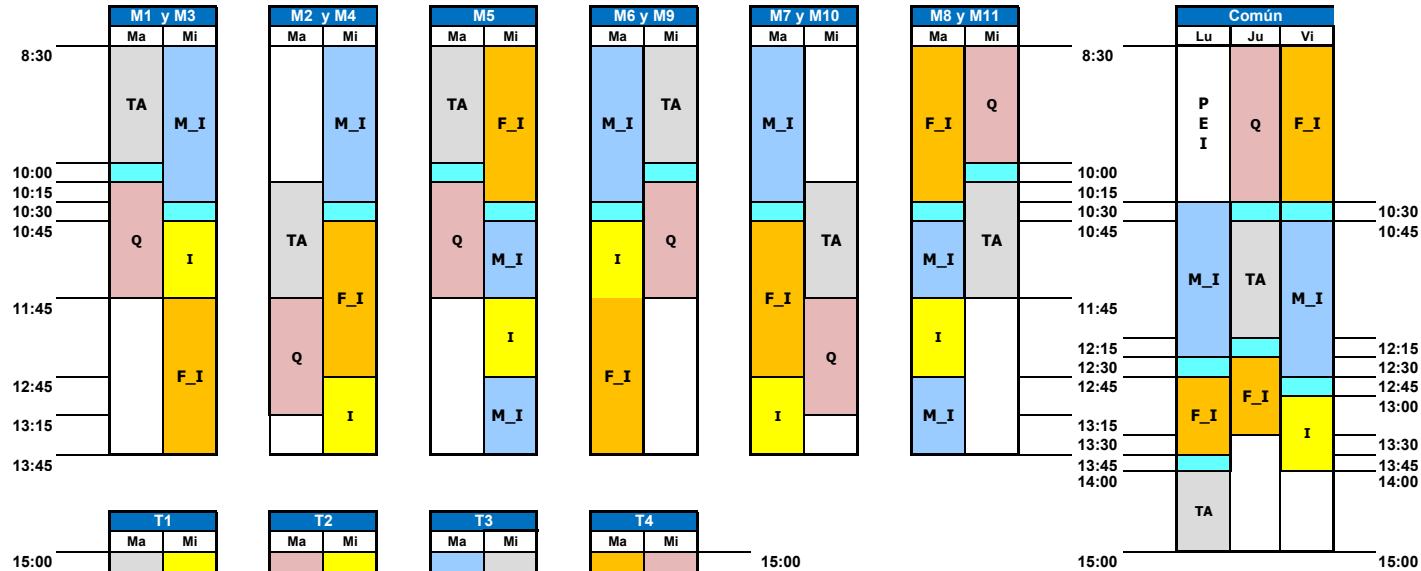 M1 y M3 M2 y M4 M5 M6 y M9 M7 y M10 M8 y M11 Común
Ma Mi Ma Mi Ma Mi Ma Mi Ma Mi Ma Mi Lu Ju Vi
8:30 8:30
TA M_I M_I TA F_I M_I TA M_I F_I Q P E I Q F_I
10:00 10:00
10:15 10:15
10:30 10:30 10:30
10:45 10:45 10:45
Q I TA F_I Q M_I I Q F_I TA M_I TA M_I TA M_I
11:45 11:45
Q I I Q
12:15 12:15
12:30 12:30
F_I F_I F_I
12:45 12:45 12:45
13:00
I M_I I M_I F_I I
13:15 13:15
13:30 13:30
13:45 13:45 13:45
14:00 14:00
TA
T1 T2 T3 T4
Ma Mi Ma Mi Ma Mi Ma Mi
15:00 15:00 15:00 15:00